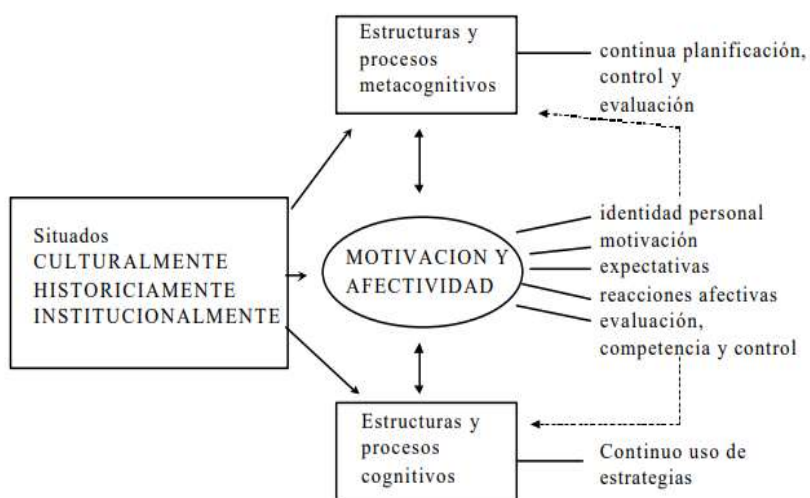 Estructuras y
procesos
metacognitivos
continua planificación,
control y
evaluación
Situados
CULTURALMENTE
HISTORICIAMENTE
INSTITUCIONALMENTE
MOTIVACION Y
AFECTIVIDAD
identidad personal
motivación
expectativas
reacciones afectivas
evaluación,
competencia y control
Estructuras y
procesos
cognitivos
Continuo uso de
estrategias